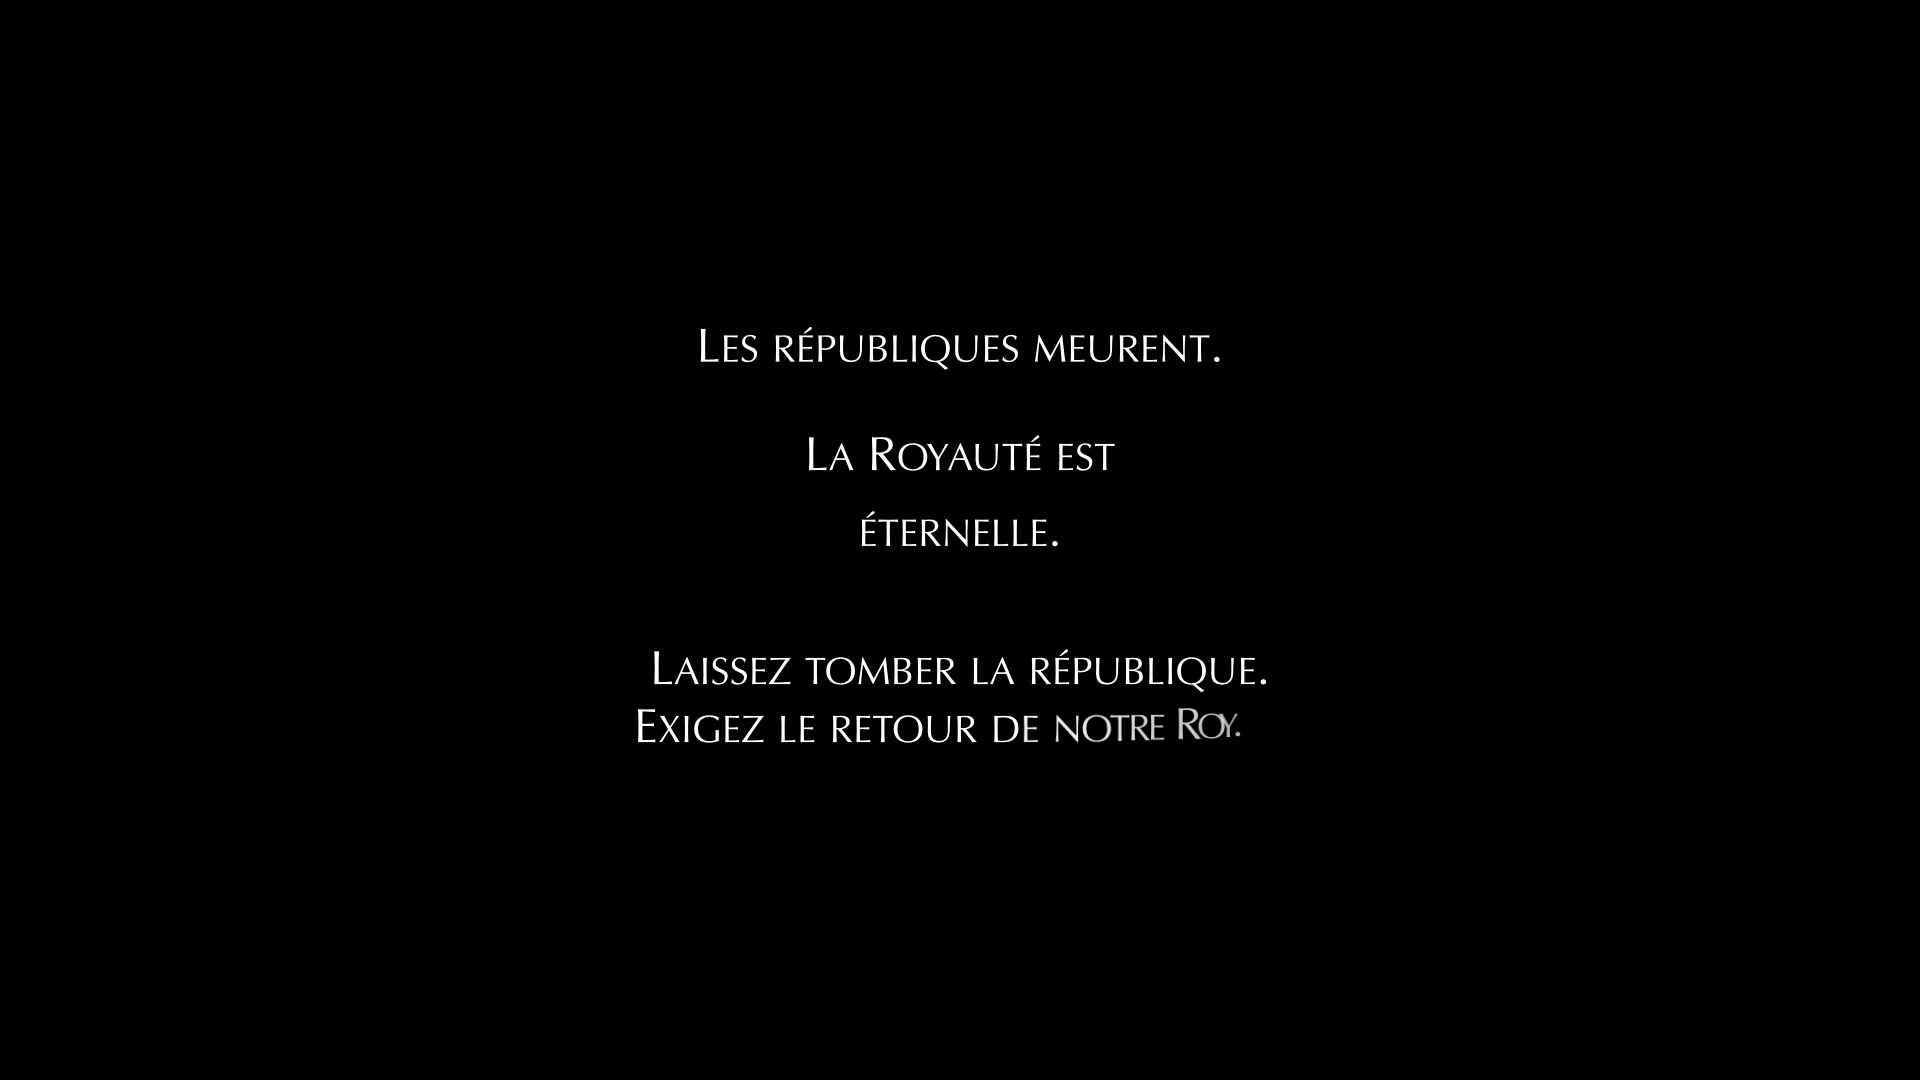 Les républiques meurent.
La Royauté est
éternelle.
Laissez tomber la république.
Exigez le retour de notre Roy.